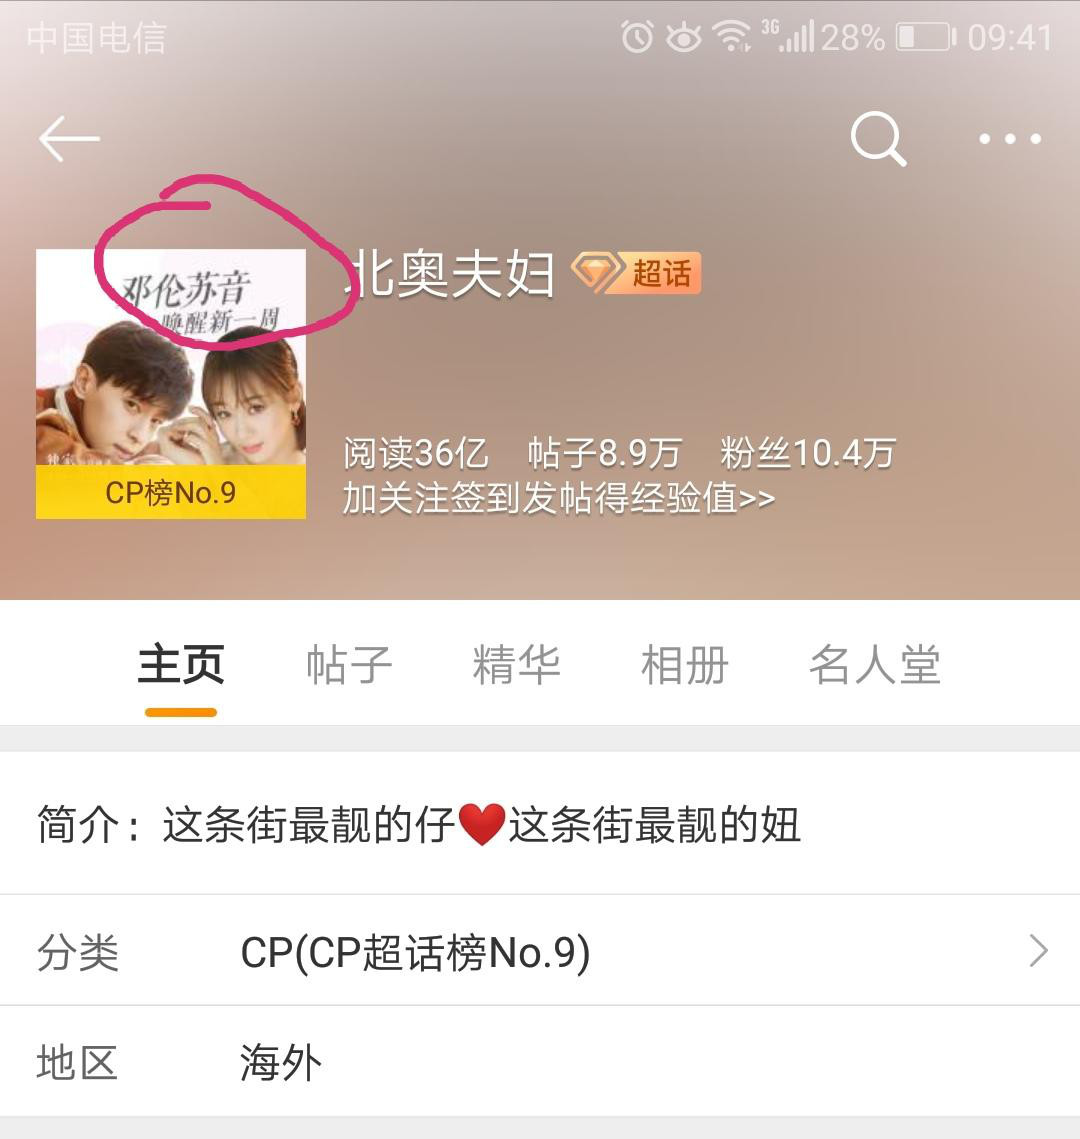 中国电信 3G 28% 09:41
邓伦苏音
唤醒新一周
CP榜No.9
北奥夫妇 超话
阅读36亿 帖子8.9万 粉丝10.4万
加关注签到发帖得经验值>>
主页 帖子 精华 相册 名人堂
简介：这条街最靓的仔❤️这条街最靓的妞
分类 CP(CP超话榜No.9)
地区 海外